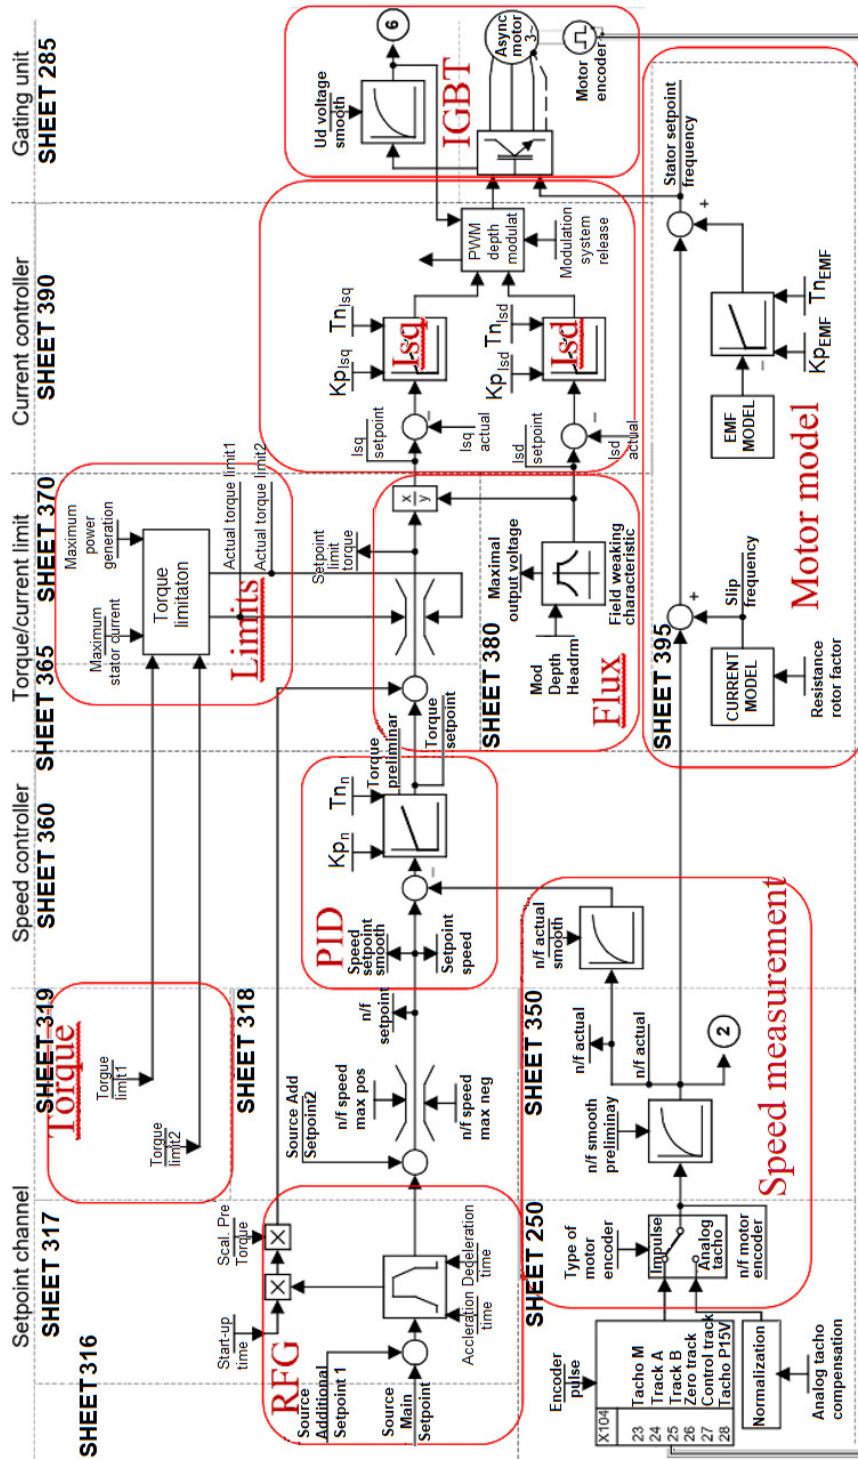 Setpoint channel
Speed controller
Torque/current limit
Current controller
Gating unit
SHEET316
SHEET 317
SHEET 318
SHEET 319
SHEET 360
SHEET 365
SHEET 370
SHEET 390
SHEET 285
Torque
Torque
limit1
Torque
limit2
Maximum
stator current
Maximum
power
generation
Torque
limitaton
Actual torque limit1
Actual torque limit2
Limits
Ud voltage
smooth
6
IGBT
Async
motor
3~
Motor
encoder
Start-up
time
Scal. Pre
Torque
X
X
RFG
Source
Additional
Setpoint 1
Source
Main
Setpoint
Accleration
time
Decleration
time
Source Add
Setpoint2
n/f speed
max pos
n/f speed
max neg
n/f
setpoint
PID
Speed
setpoint
smooth
Setpoint
speed
Kpn
Tnn
Torque
preliminar
Torque
setpoint
Setpoint
limit
torque
x
y
Isq
setpoint
Isq
actual
KpIsq
TnIsq
Isq
PWM
depth
modulat
Modulation
system
release
Isd
setpoint
Isd
actual
KpIsd
TnIsd
Isd
SHEET 380
Flux
Mod
Depth
Headrm
Maximal
output voltage
Field weaking
characteristic
SHEET 250
SHEET 350
SHEET 395
Encoder
pulse
X104
23 Tacho M
24 Track A
25 Track B
26 Zero track
27 Control track
28 Tacho P15V
Normalization
Analog tacho
compensation
Type of
motor
encoder
Impulse
Analog
tacho
n/f motor
encoder
n/f smooth
preliminay
n/f actual
n/f actual
2
n/f actual
smooth
Speed measurement
CURRENT
MODEL
Resistance
rotor factor
Slip
frequency
+
EMF
MODEL
KpEMF
TnEMF
+
Stator setpoint
frequency
Motor model